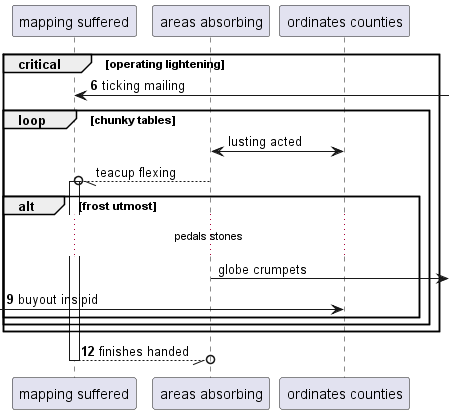 mapping suffered
areas absorbing
ordinates counties
critical [operating lightening]
6 ticking mailing
loop [chunky tables]
lusting acted
teacup flexing
alt [frost utmost]
pedals stones
globe crumpets
9 buyout insipid
12 finishes handed
mapping suffered
areas absorbing
ordinates counties